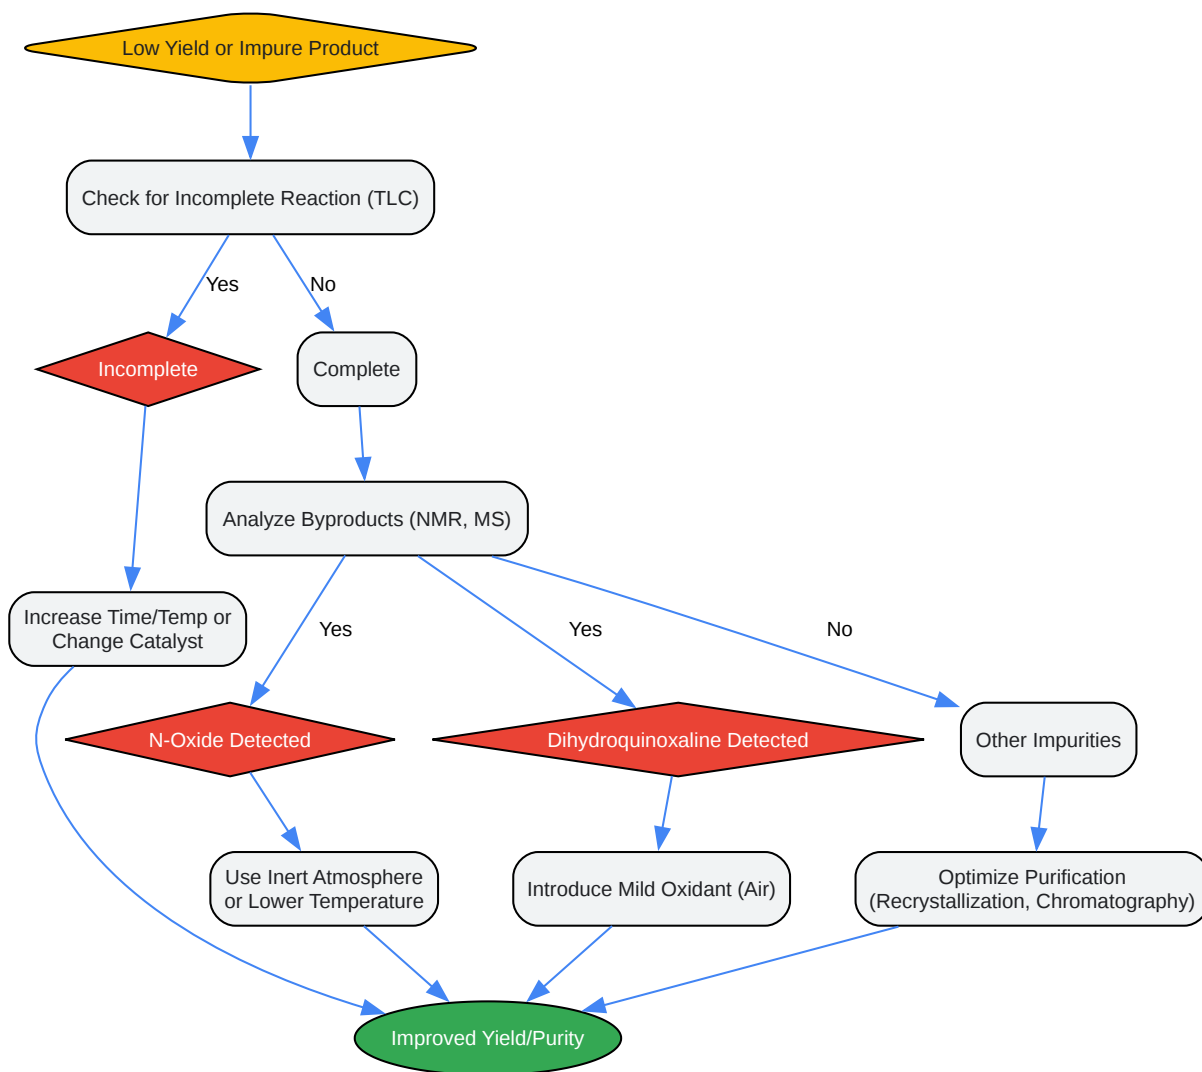 Low Yield or Impure Product
Check for Incomplete Reaction (TLC)
Yes
No
Incomplete
Complete
Analyze Byproducts (NMR, MS)
Increase Time/Temp or
Change Catalyst
Yes
Yes
No
N-Oxide Detected
Dihydroquinoxaline Detected
Other Impurities
Use Inert Atmosphere
or Lower Temperature
Introduce Mild Oxidant (Air)
Optimize Purification
(Recrystallization, Chromatography)
Improved Yield/Purity